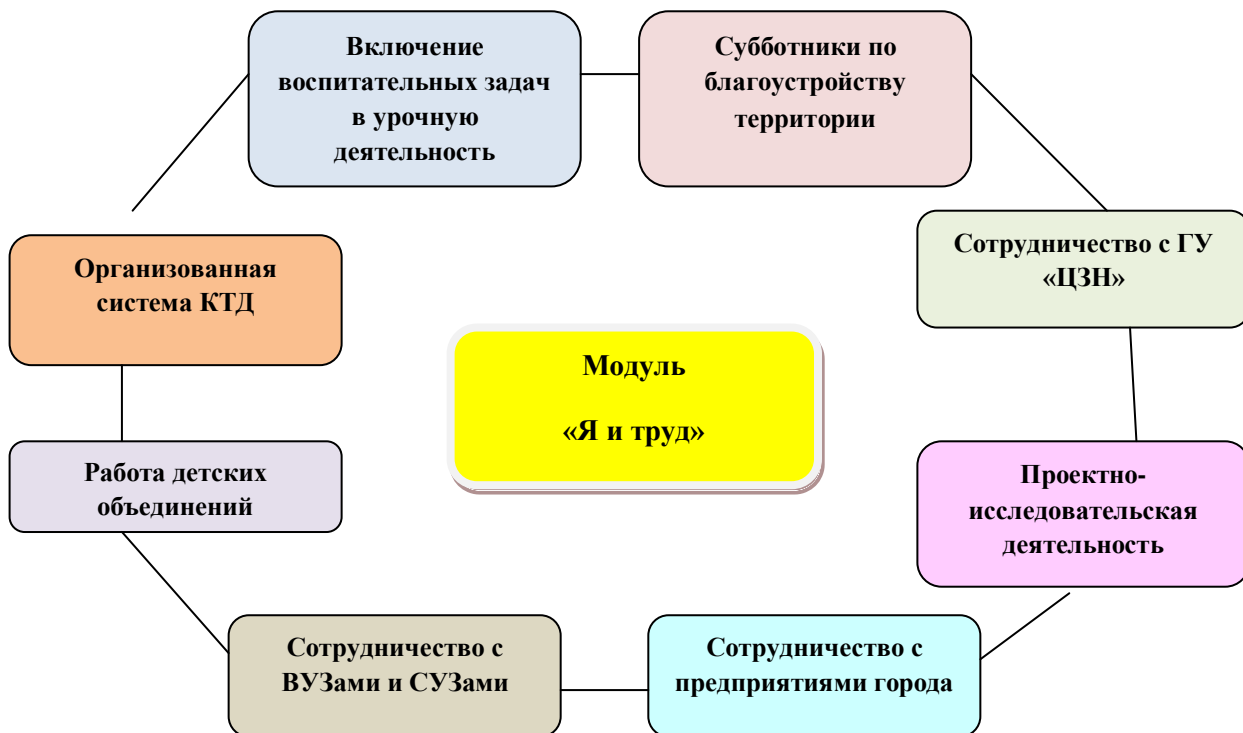 Включение
воспитательных задач
в урочную
деятельность
Субботники по
благоустройству
территории
Организованная
система КТД
Сотрудничество с ГУ
«ЦЗН»
Модуль
«Я и труд»
Работа детских
объединений
Проектно-
исследовательская
деятельность
Сотрудничество с
ВУЗами и СУЗами
Сотрудничество с
предприятиями города